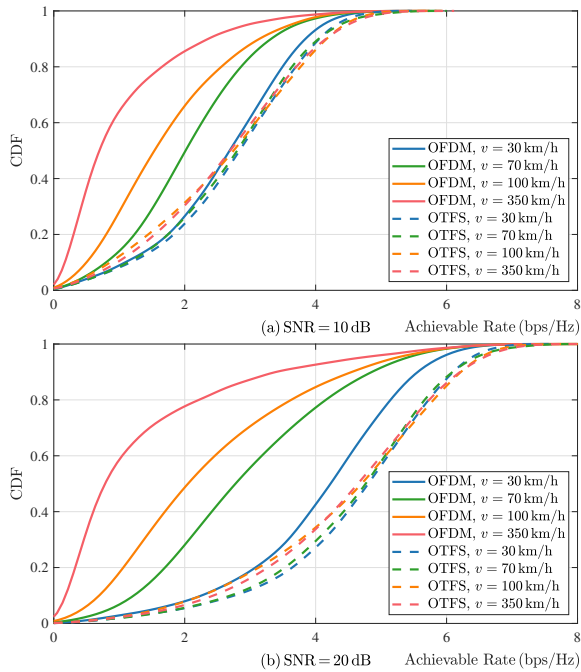 1
0.8
0.6
0.4
0.2
0
CDF
OFDM, v = 30 km/h
OFDM, v = 70 km/h
OFDM, v = 100 km/h
OFDM, v = 350 km/h
OTFS, v = 30 km/h
OTFS, v = 70 km/h
OTFS, v = 100 km/h
OTFS, v = 350 km/h
0 2 4 6 8
(a) SNR = 10 dB Achievable Rate (bps/Hz)
1
0.8
0.6
0.4
0.2
0
CDF
OFDM, v = 30 km/h
OFDM, v = 70 km/h
OFDM, v = 100 km/h
OFDM, v = 350 km/h
OTFS, v = 30 km/h
OTFS, v = 70 km/h
OTFS, v = 100 km/h
OTFS, v = 350 km/h
0 2 4 6 8
(b) SNR = 20 dB Achievable Rate (bps/Hz)